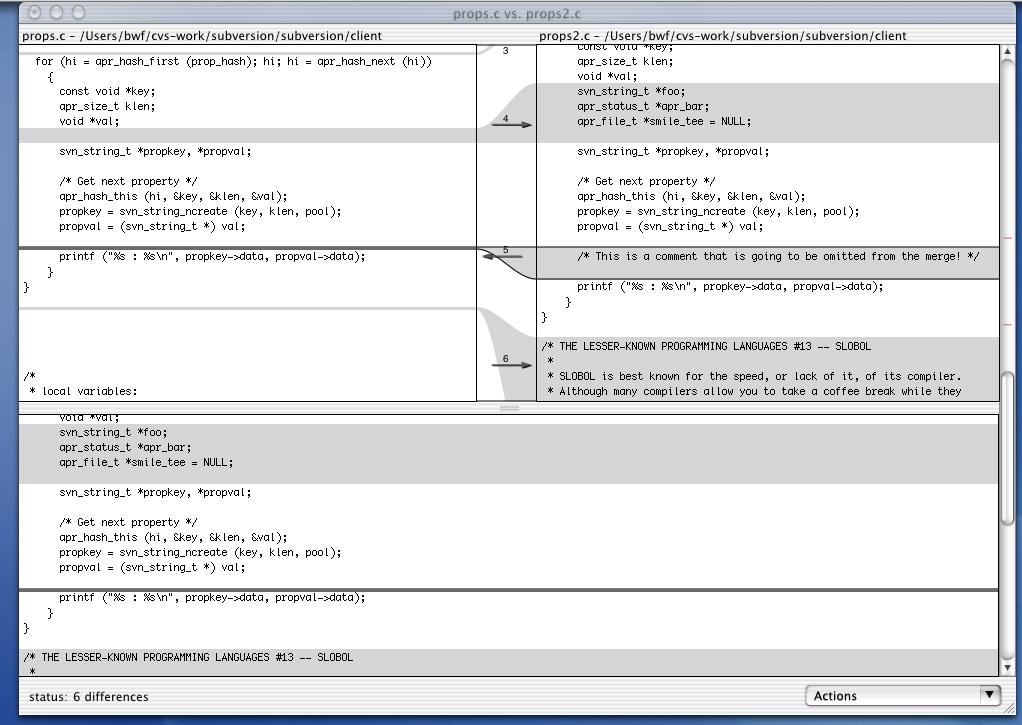 props.c vs. props2.c
props.c - /Users/bwf/cvs-work/subversion/subversion/client
props2.c - /Users/bwf/cvs-work/subversion/subversion/client
for (hi = apr_hash_first (prop_hash); hi; hi = apr_hash_next (hi))
{
const void *key;
apr_size_t klen;
void *val;
svn_string_t *propkey, *propval;
/* Get next property */
apr_hash_this (hi, &key, &klen, &val);
propkey = svn_string_ncreate (key, klen, pool);
propval = (svn_string_t *) val;
printf ("%s : %s\n", propkey->data, propval->data);
}
}
/*
* local variables:
3
4
5
6
const void *key;
apr_size_t klen;
void *val;
svn_string_t *foo;
apr_status_t *apr_bar;
apr_file_t *smile_tee = NULL;
svn_string_t *propkey, *propval;
/* Get next property */
apr_hash_this (hi, &key, &klen, &val);
propkey = svn_string_ncreate (key, klen, pool);
propval = (svn_string_t *) val;
/* This is a comment that is going to be omitted from the merge! */
printf ("%s : %s\n", propkey->data, propval->data);
}
}
/* THE LESSER-KNOWN PROGRAMMING LANGUAGES #13 -- SLOBOL
*
* SLOBOL is best known for the speed, or lack of it, of its compiler.
* Although many compilers allow you to take a coffee break while they
void *val;
svn_string_t *foo;
apr_status_t *apr_bar;
apr_file_t *smile_tee = NULL;
svn_string_t *propkey, *propval;
/* Get next property */
apr_hash_this (hi, &key, &klen, &val);
propkey = svn_string_ncreate (key, klen, pool);
propval = (svn_string_t *) val;
printf ("%s : %s\n", propkey->data, propval->data);
}
}
/* THE LESSER-KNOWN PROGRAMMING LANGUAGES #13 -- SLOBOL
*
status: 6 differences
Actions